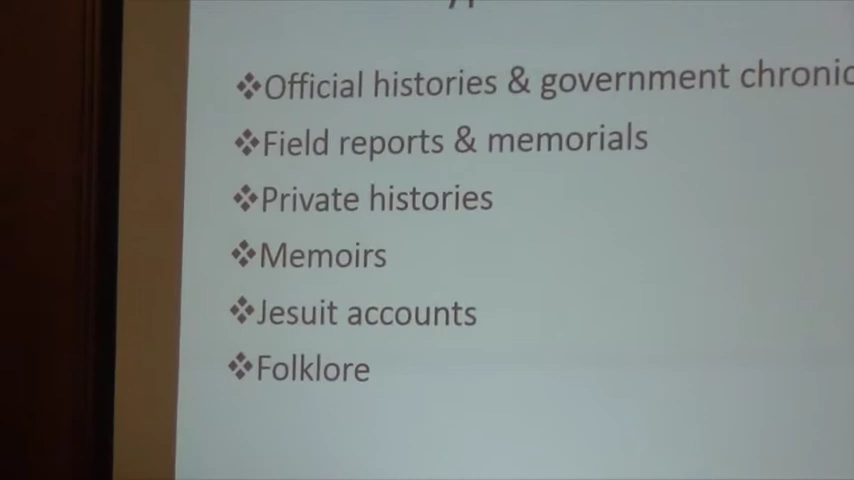 ❖Official histories & government chronic
❖Field reports & memorials
❖Private histories
❖Memoirs
❖Jesuit accounts
❖Folklore